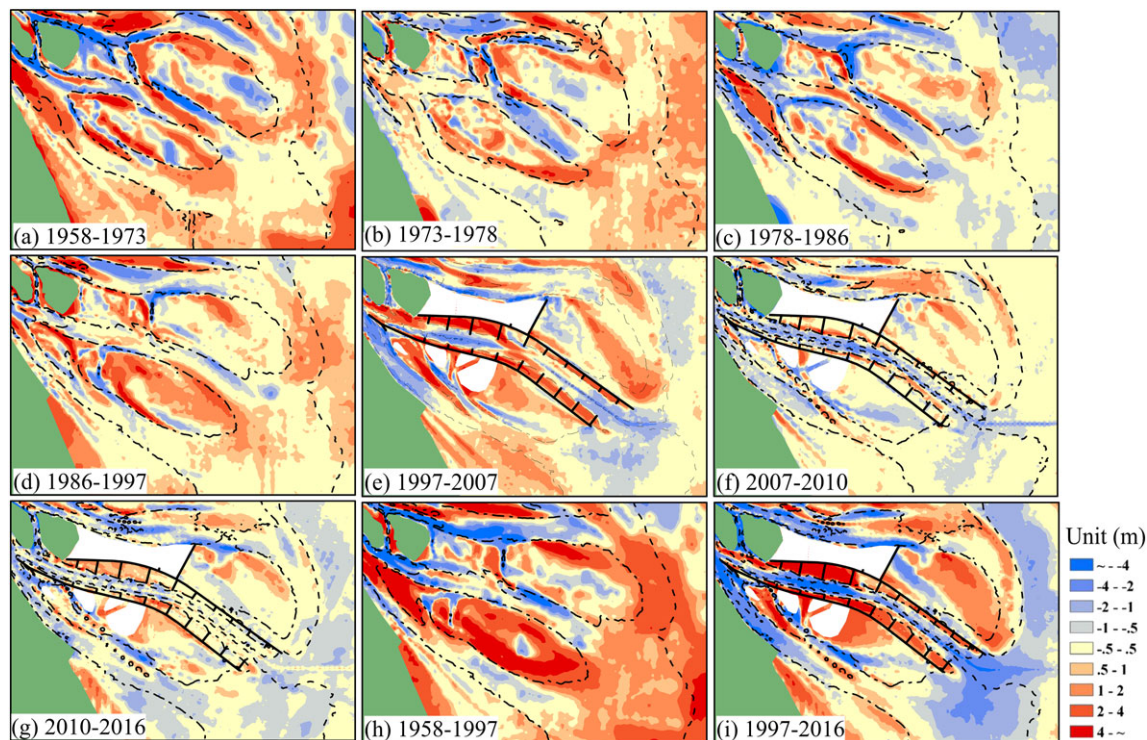 (a) 1958-1973
(b) 1973-1978
(c) 1978-1986
(d) 1986-1997
(e) 1997-2007
(f) 2007-2010
(g) 2010-2016
(h) 1958-1997
(i) 1997-2016
Unit (m)
~ - -4
-4 - -2
-2 - -1
-1 - -.5
-.5 - .5
.5 - 1
1 - 2
2 - 4
4 - ~